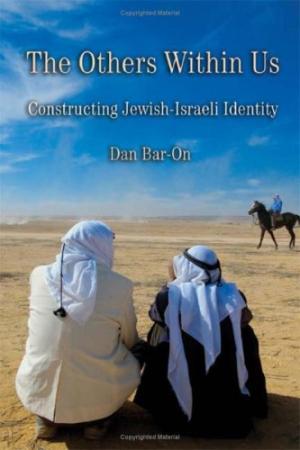 Copyrighted Material
The Others Within Us
Constructing Jewish-Israeli Identity
Dan Bar-On
Copyrighted Material